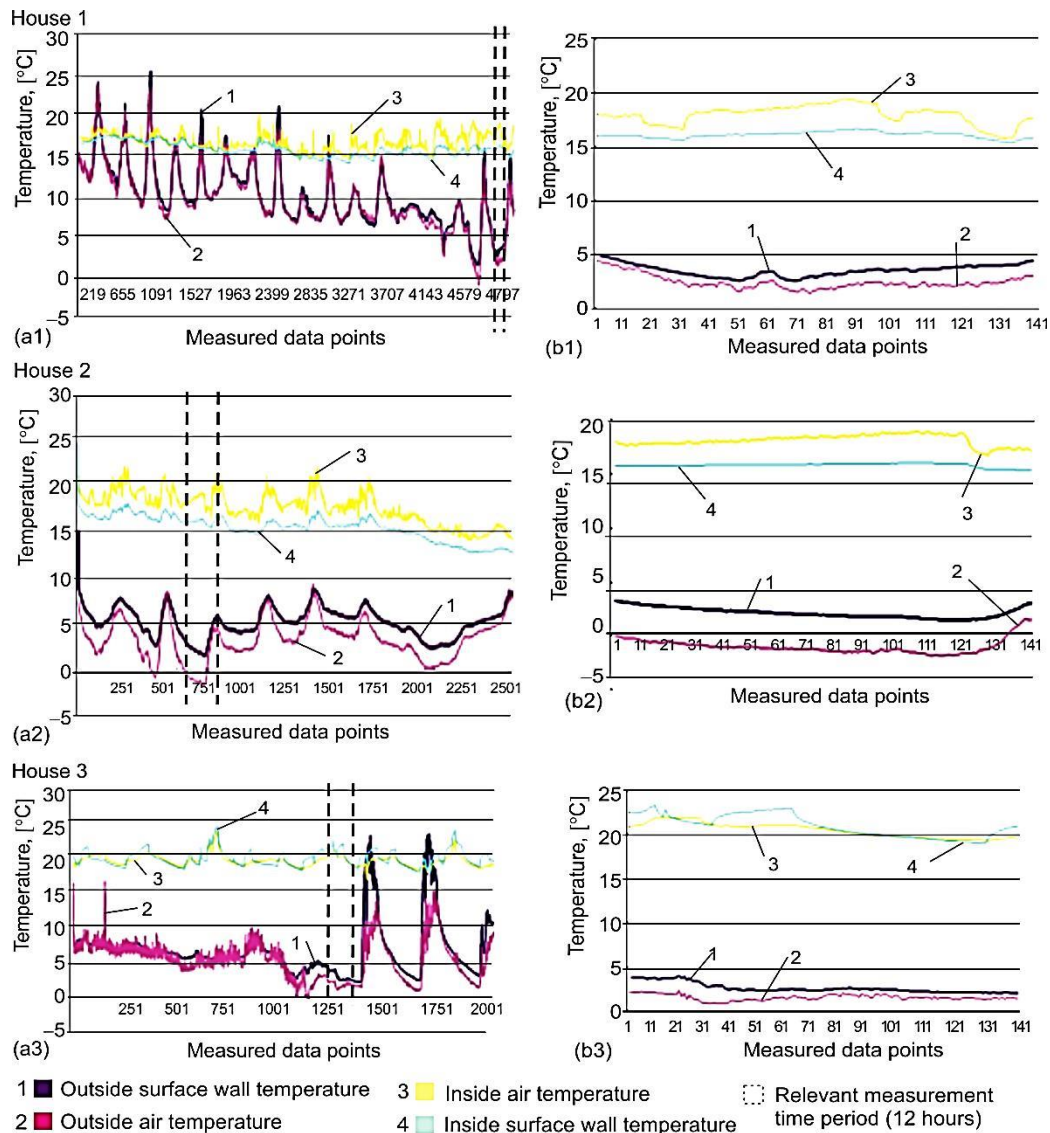 House 1
Temperature, [°C]
30
25
20
15
10
5
0
–5
1
3
4
2
219 655 1091 1527 1963 2399 2835 3271 3707 4143 4579 4797
(a1)
Measured data points
Temperature, [°C]
25
20
15
10
5
0
3
4
1
2
1 11 21 31 41 51 61 71 81 91 101 111 121 131 141
(b1)
Measured data points
House 2
Temperature, [°C]
30
25
20
15
10
5
0
–5
3
4
1
2
251 501 751 1001 1251 1501 1751 2001 2251 2501
(a2)
Measured data points
Temperature, [°C]
20
15
10
5
0
–5
4
3
1
2
1 11 21 31 41 51 61 71 81 91 101 111 121 131 141
(b2)
Measured data points
House 3
Temperature, [°C]
30
25
20
15
10
5
0
–5
4
3
2
1
251 501 751 1001 1251 1501 1751 2001
(a3)
Measured data points
Temperature, [°C]
25
20
15
10
5
0
3
4
1
2
1 11 21 31 41 51 61 71 81 91 101 111 121 131 141
(b3)
Measured data points
1 Outside surface wall temperature
2 Outside air temperature
3 Inside air temperature
4 Inside surface wall temperature
Relevant measurement
time period (12 hours)